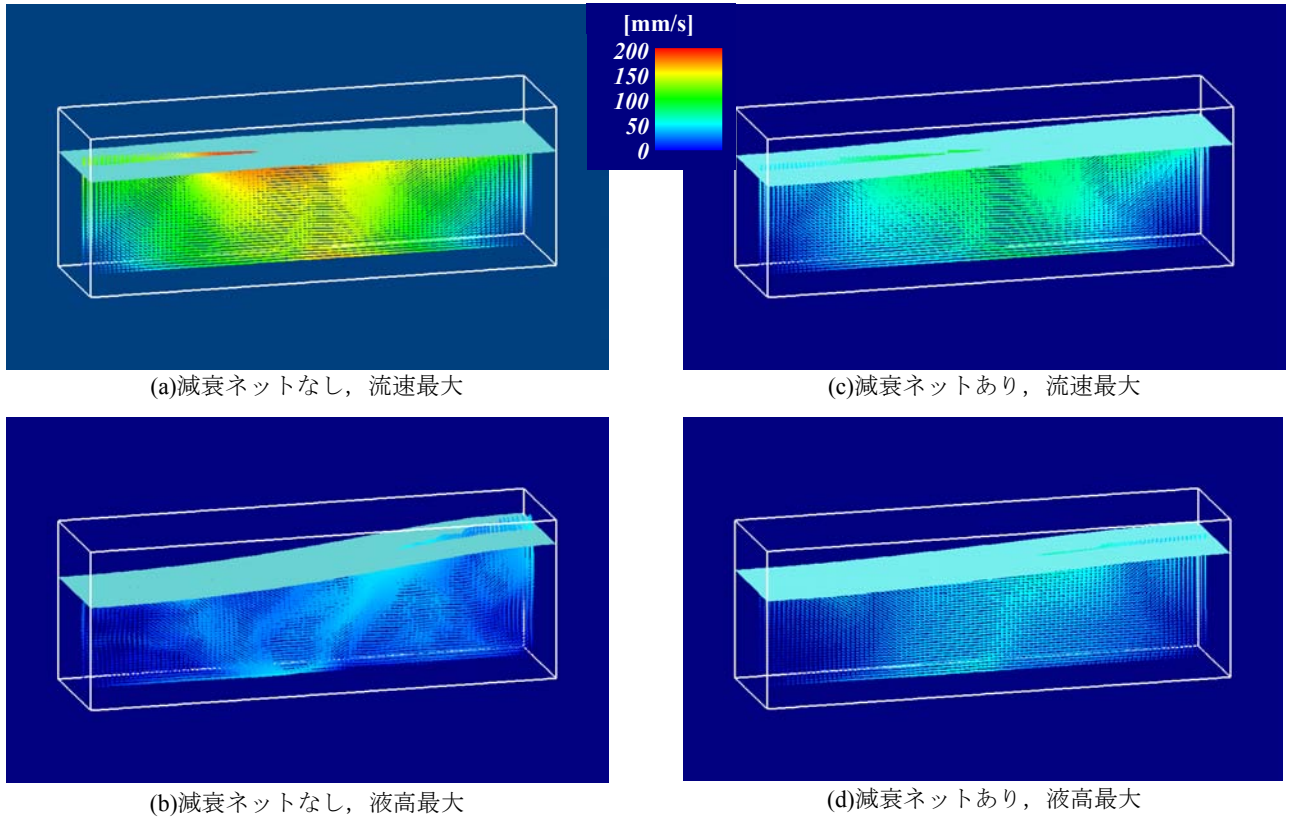 [mm/s]
200
150
100
50
0
(a)減衰ネットなし，流速最大
(c)減衰ネットあり，流速最大
(b)減衰ネットなし，液高最大
(d)減衰ネットあり，液高最大